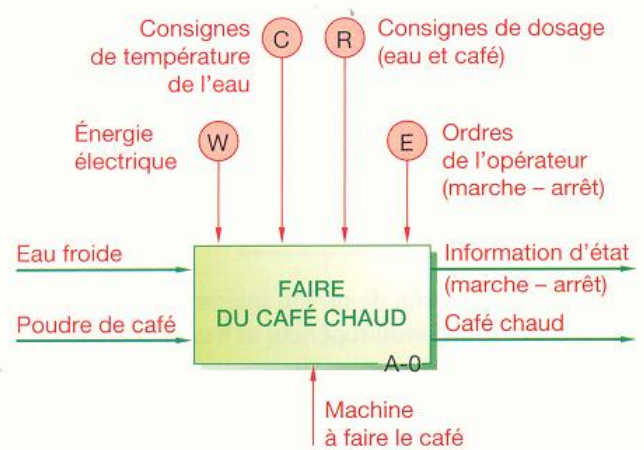 Consignes
de température
de l'eau
C
R
Consignes de dosage
(eau et café)
Énergie
électrique
W
E
Ordres
de l'opérateur
(marche – arrêt)
Eau froide
Poudre de café
FAIRE
DU CAFÉ CHAUD
A-0
Information d'état
(marche – arrêt)
Café chaud
Machine
à faire le café